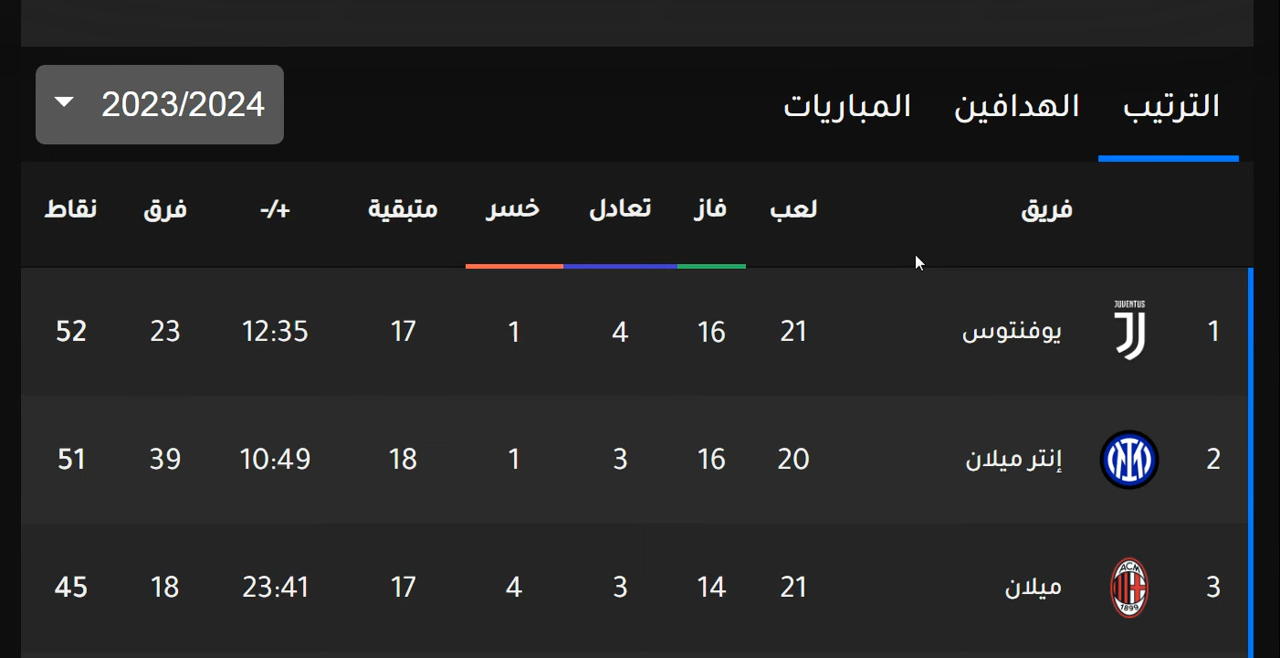 الترتيب الهدافين المباريات 2023/2024
فريق لعب فاز تعادل خسر متبقية +/- فرق نقاط
JUVENTUS
1 يوفنتوس 21 16 4 1 17 12:35 23 52
2 إنتر ميلان 20 16 3 1 18 10:49 39 51
ACM
3 ميلان 21 14 3 4 17 23:41 18 45
1899